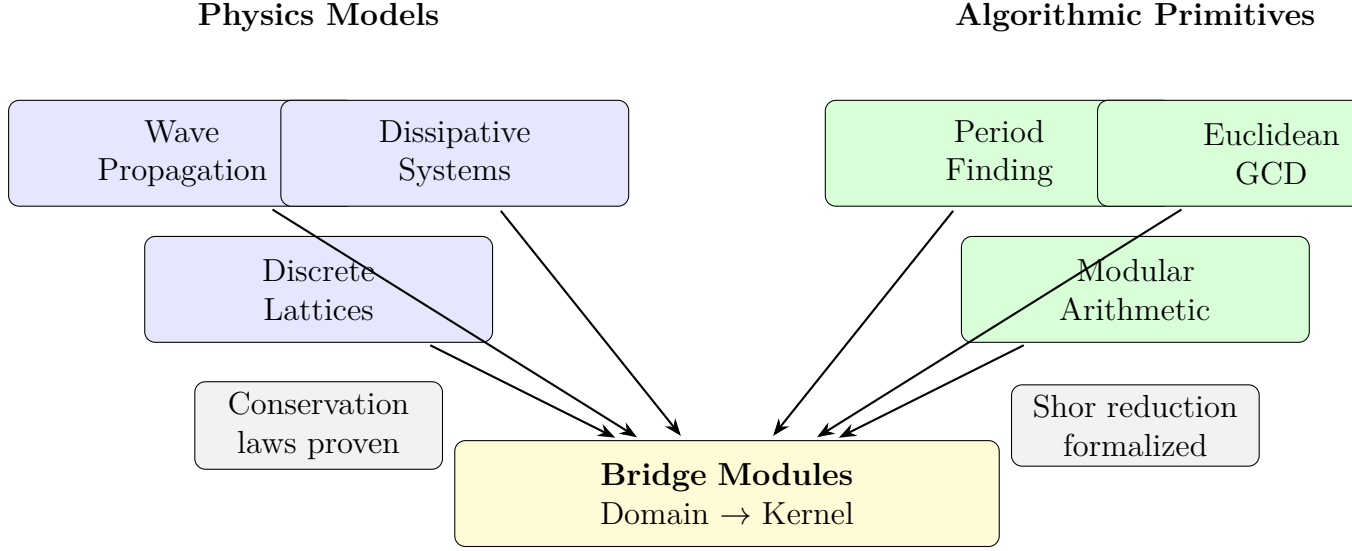 Physics Models
Algorithmic Primitives
Wave
Propagation
Dissipative
Systems
Period
Finding
Euclidean
GCD
Discrete
Lattices
Modular
Arithmetic
Conservation
laws proven
Shor reduction
formalized
Bridge Modules
Domain → Kernel